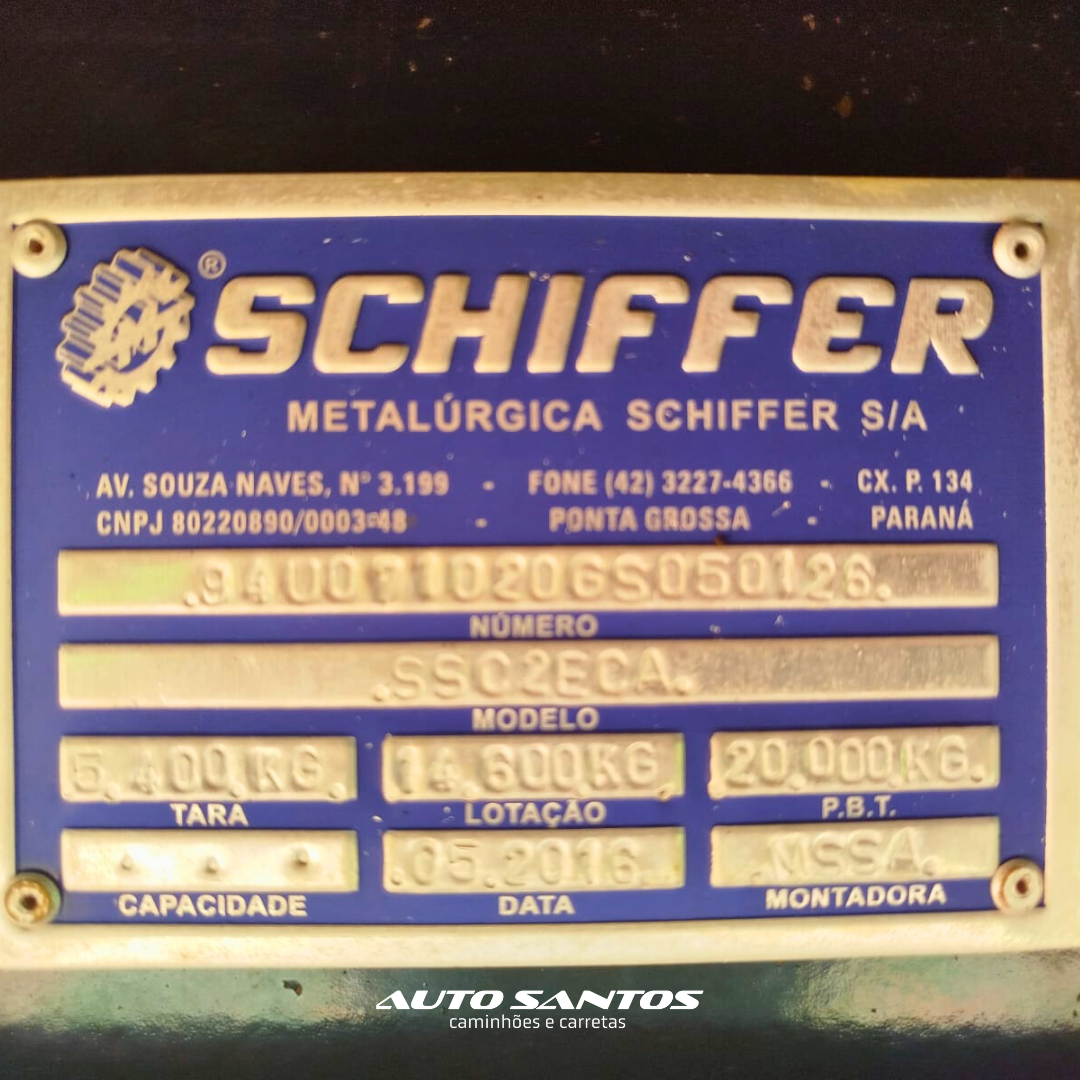 ®
SCHIFFER
METALÚRGICA SCHIFFER S/A
AV. SOUZA NAVES, N° 3.199 - FONE (42) 3227-4366 - CX. P. 134
CNPJ 80220890/0003-48 - PONTA GROSSA - PARANÁ
.94U071020GS050126.
NÚMERO
.SSC2ECA.
MODELO
5.400.KG. 14.600KG. 20.000KG.
TARA LOTAÇÃO P.B.T.
. . . .05.2016. .MSSA.
CAPACIDADE DATA MONTADORA
AUTO SANTOS
caminhões e carretas